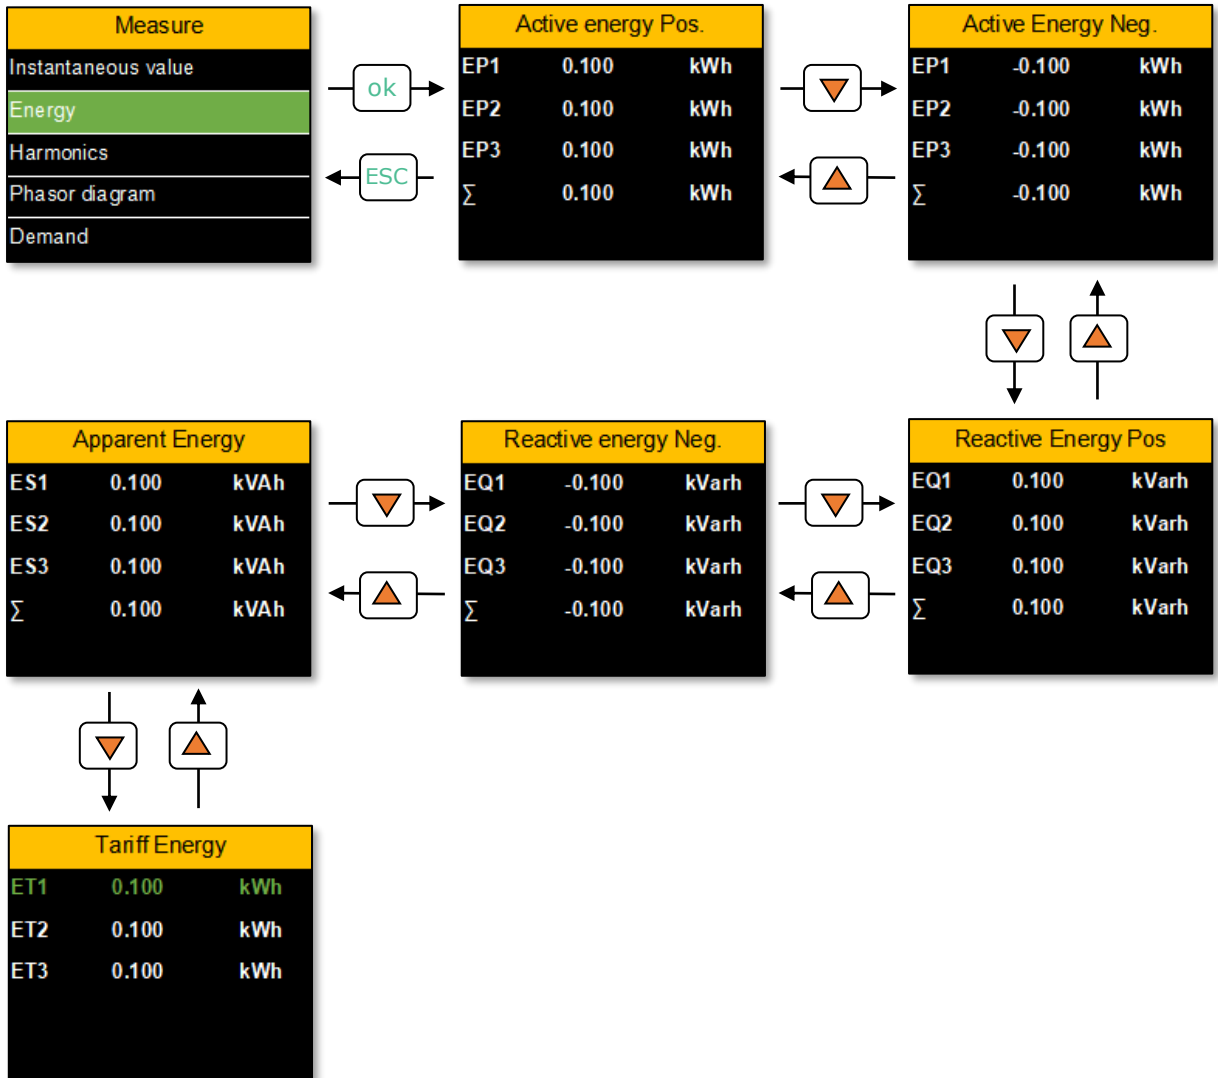 Measure
Instantaneous value
Energy
Harmonics
Phasor diagram
Demand
ok
ESC
Active energy Pos.
EP1 0.100 kWh
EP2 0.100 kWh
EP3 0.100 kWh
∑ 0.100 kWh
Active Energy Neg.
EP1 -0.100 kWh
EP2 -0.100 kWh
EP3 -0.100 kWh
∑ -0.100 kWh
Apparent Energy
ES1 0.100 kVAh
ES2 0.100 kVAh
ES3 0.100 kVAh
∑ 0.100 kVAh
Reactive energy Neg.
EQ1 -0.100 kVarh
EQ2 -0.100 kVarh
EQ3 -0.100 kVarh
∑ -0.100 kVarh
Reactive Energy Pos
EQ1 0.100 kVarh
EQ2 0.100 kVarh
EQ3 0.100 kVarh
∑ 0.100 kVarh
Tariff Energy
ET1 0.100 kWh
ET2 0.100 kWh
ET3 0.100 kWh